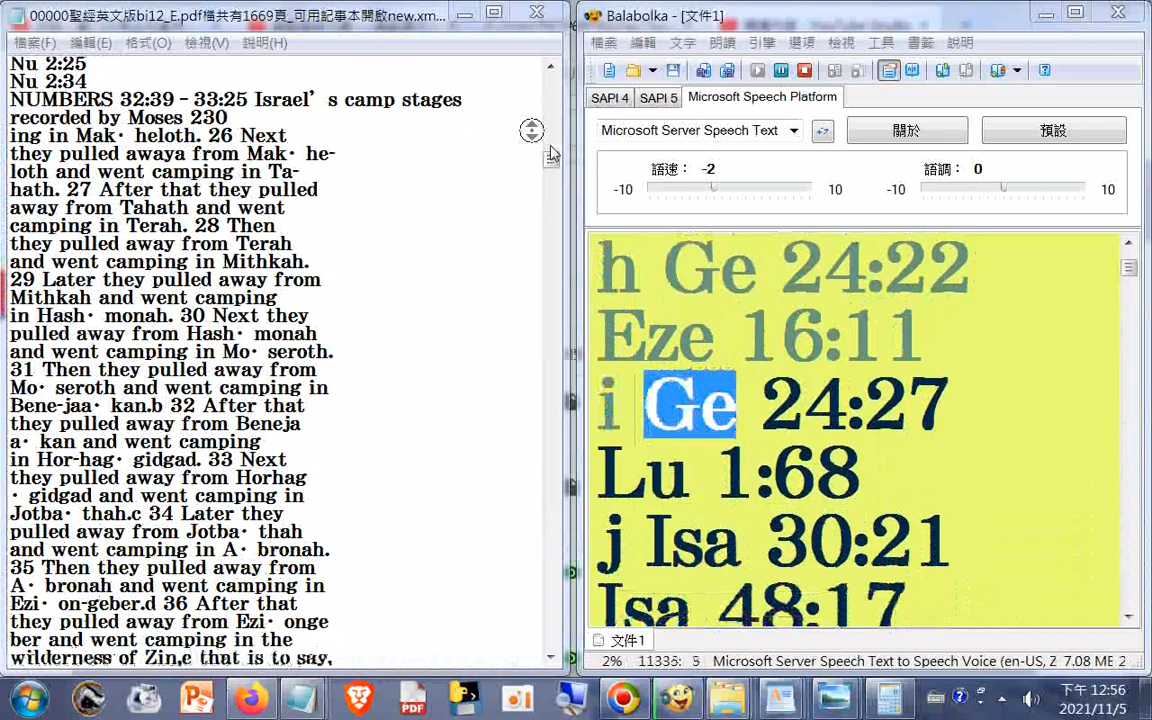 00000聖經英文版bi12_E.pdf檔共有1669頁_可用記事本開啟new.xm...
檔案(F) 編輯(E) 格式(O) 檢視(V) 說明(H)
Nu 2:25
Nu 2:34
NUMBERS 32:39 - 33:25 Israel’s camp stages
recorded by Moses 230
ing in Mak· heloth. 26 Next
they pulled awaya from Mak· he-
loth and went camping in Ta-
hath. 27 After that they pulled
away from Tahath and went
camping in Terah. 28 Then
they pulled away from Terah
and went camping in Mithkah.
29 Later they pulled away from
Mithkah and went camping
in Hash· monah. 30 Next they
pulled away from Hash· monah
and went camping in Mo· seroth.
31 Then they pulled away from
Mo· seroth and went camping in
Bene-jaa· kan.b 32 After that
they pulled away from Beneja
a· kan and went camping
in Hor-hag· gidgad. 33 Next
they pulled away from Horhag
· gidgad and went camping in
Jotba· thah.c 34 Later they
pulled away from Jotba· thah
and went camping in A· bronah.
35 Then they pulled away from
A· bronah and went camping in
Ezi· on-geber.d 36 After that
they pulled away from Ezi· onge
ber and went camping in the
wilderness of Zin,e that is to say,
Balabolka - [文件1]
檔案 編輯 文字 朗讀 引擎 選項 檢視 工具 書籤 說明
SAPI 4 SAPI 5 Microsoft Speech Platform
Microsoft Server Speech Text 關於 預設
語速： -2 語調： 0
-10 10 -10 10
h Ge 24:22
Eze 16:11
i Ge 24:27
Lu 1:68
j Isa 30:21
Isa 48:17
文件1
2% 11335: Microsoft Server Speech Text to Speech Voice (en-US, Z 7.08 MB 2
PDF
下午 12:56
2021/11/5